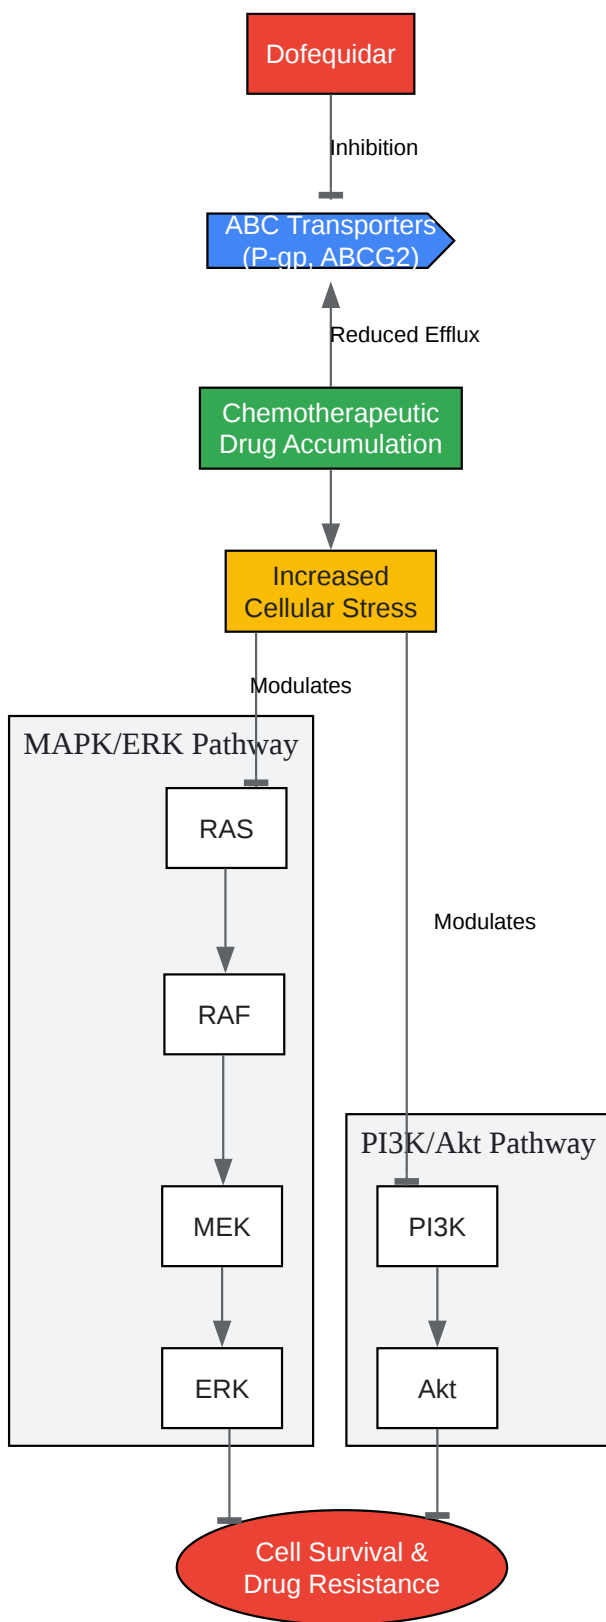 Dofequidar
Inhibition
ABC Transporters
(P-gp, ABCG2)
Reduced Efflux
Chemotherapeutic
Drug Accumulation
Increased
Cellular Stress
Modulates
MAPK/ERK Pathway
RAS
Modulates
RAF
PI3K/Akt Pathway
MEK
PI3K
ERK
Akt
Cell Survival &
Drug Resistance